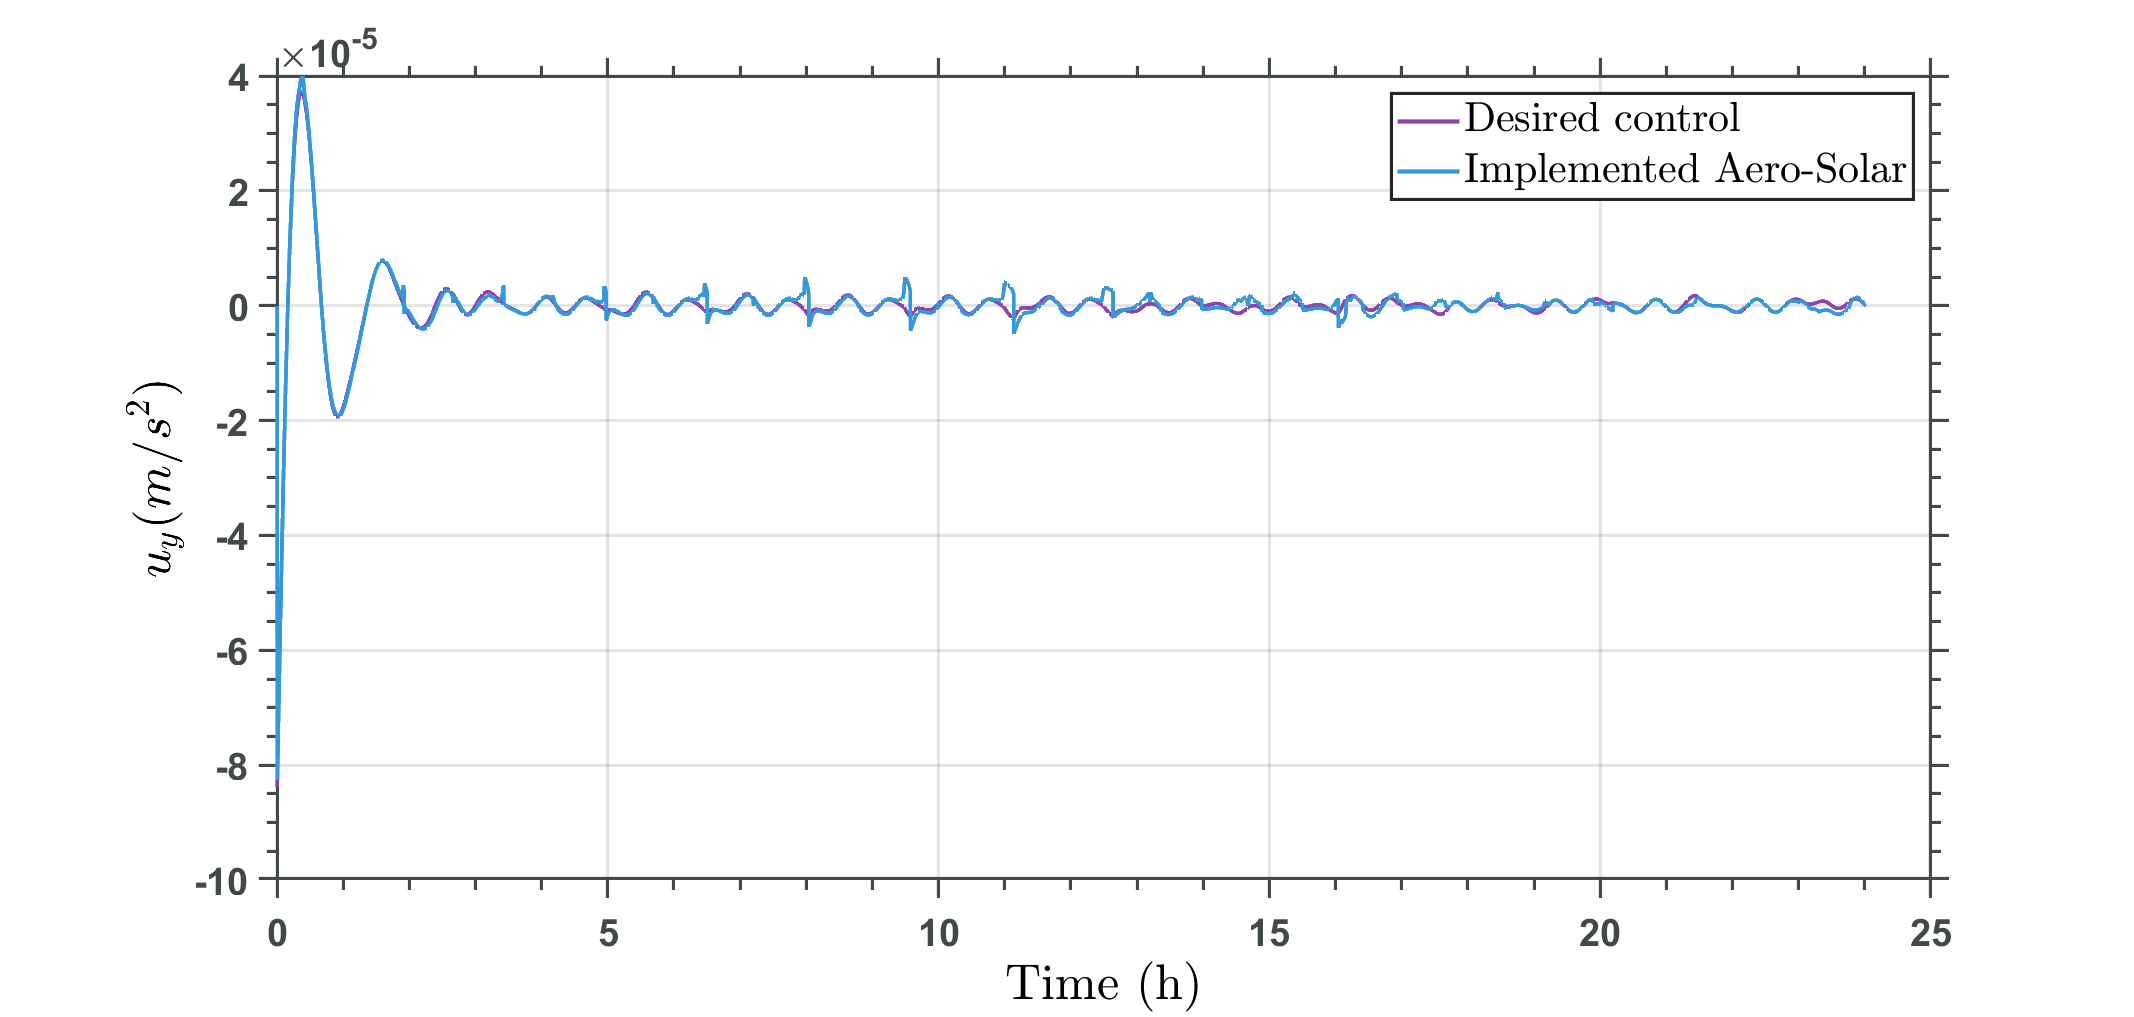 ×10⁻⁵
4
2
0
-2
-4
-6
-8
-10
u_y(m/s²)
Desired control
Implemented Aero-Solar
0 5 10 15 20 25
Time (h)